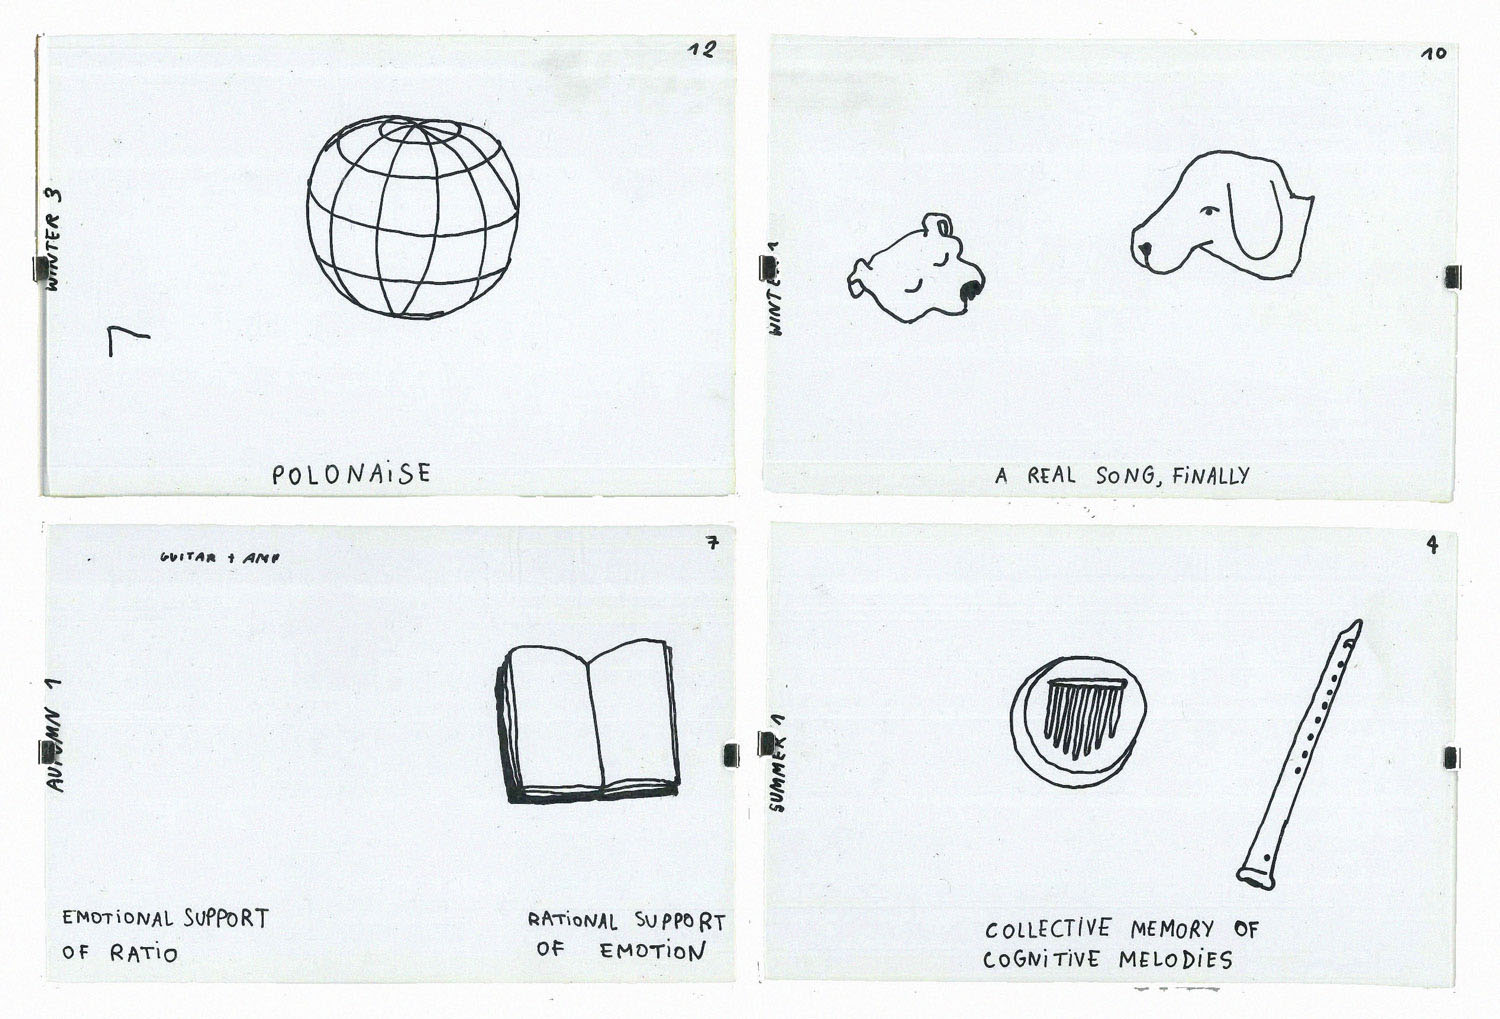 12
WINTER 3
POLONAiSE
10
WINTER 1
A REAL SONG, FiNALLY
7
GUITAR + AMP
AUTUMN 1
EMOTiONAL SUPPORT
OF RATiO
RATiONAL SUPPORT
OF EMOTiON
4
SUMMER 1
COLLECTiVE MEMORY OF
COGNiTiVE MELODiES